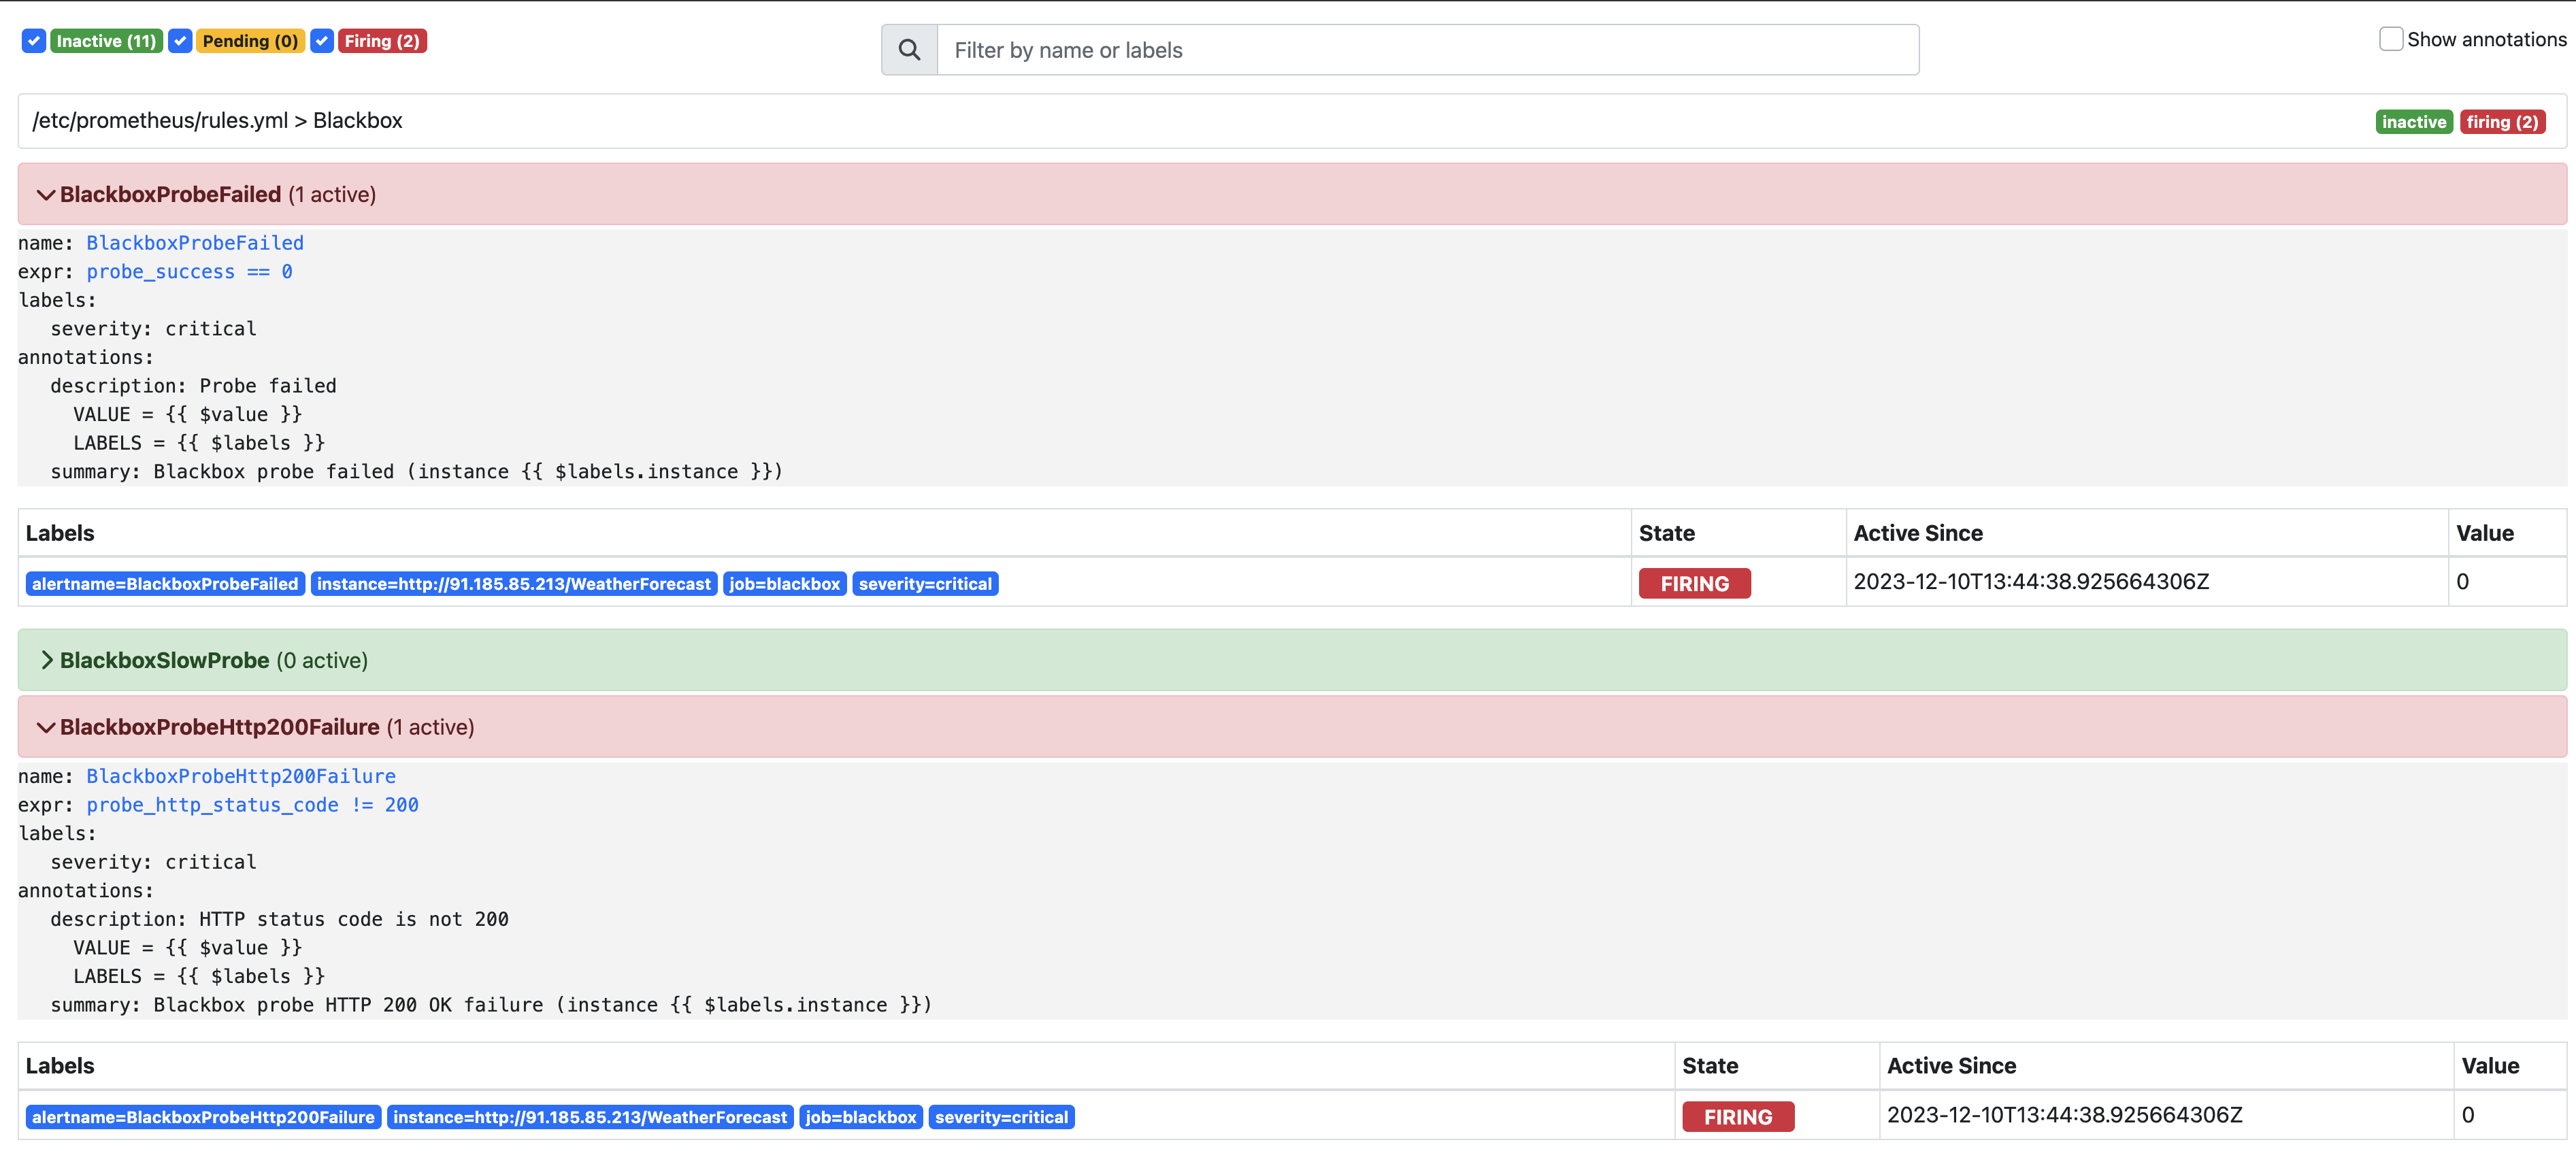 Inactive (11) Pending (0) Firing (2) Filter by name or labels Show annotations
/etc/prometheus/rules.yml > Blackbox inactive firing (2)
BlackboxProbeFailed (1 active)
name: BlackboxProbeFailed
expr: probe_success == 0
labels:
severity: critical
annotations:
description: Probe failed
VALUE = {{ $value }}
LABELS = {{ $labels }}
summary: Blackbox probe failed (instance {{ $labels.instance }})
Labels State Active Since Value
alertname=BlackboxProbeFailed instance=http://91.185.85.213/WeatherForecast job=blackbox severity=critical FIRING 2023-12-10T13:44:38.925664306Z 0
BlackboxSlowProbe (0 active)
BlackboxProbeHttp200Failure (1 active)
name: BlackboxProbeHttp200Failure
expr: probe_http_status_code != 200
labels:
severity: critical
annotations:
description: HTTP status code is not 200
VALUE = {{ $value }}
LABELS = {{ $labels }}
summary: Blackbox probe HTTP 200 OK failure (instance {{ $labels.instance }})
Labels State Active Since Value
alertname=BlackboxProbeHttp200Failure instance=http://91.185.85.213/WeatherForecast job=blackbox severity=critical FIRING 2023-12-10T13:44:38.925664306Z 0